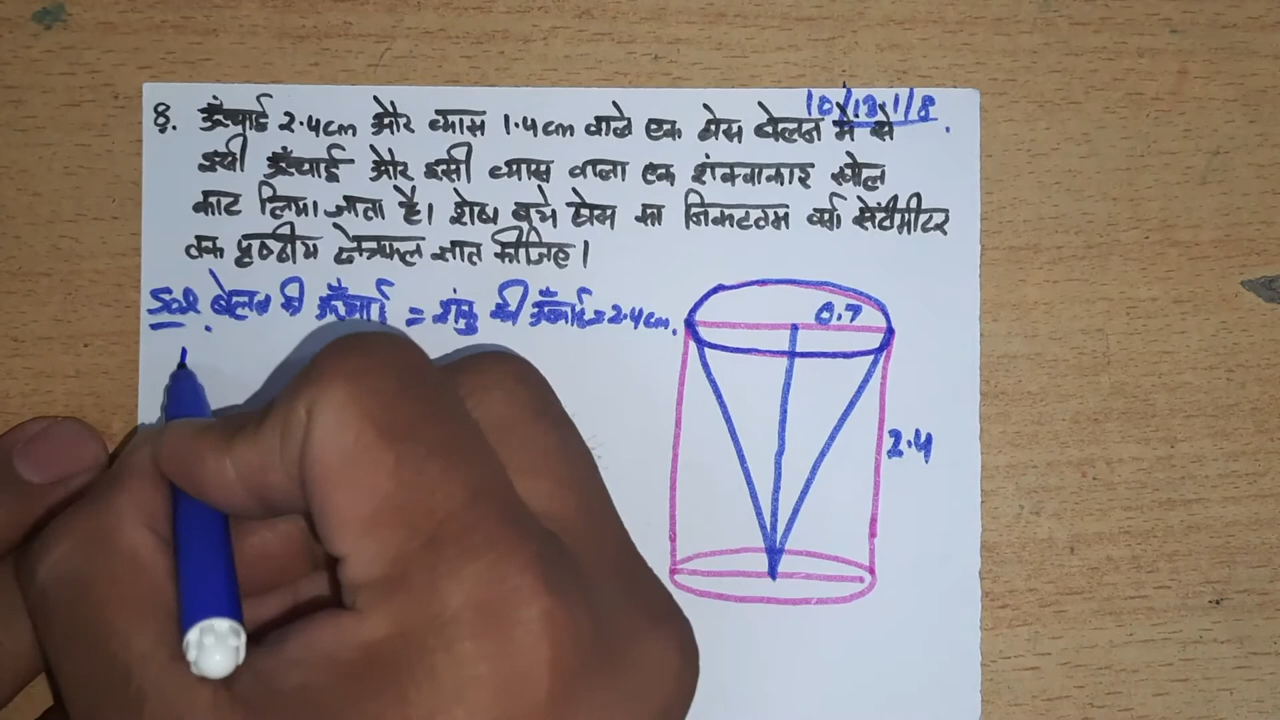 10/13.1/8
8. ऊँचाई 2.4cm और व्यास 1.4cm वाले एक ठोस बेलन में से
इसी ऊँचाई और इसी व्यास वाला एक शंक्वाकार खोल
काट लिया जाता है। शेष बचे ठोस का निकटतम वर्ग सेंटीमीटर
तक पृष्ठीय क्षेत्रफल ज्ञात कीजिए।
Sol. बेलन की ऊँचाई = शंकु की ऊँचाई = 2.4cm.
0.7
2.4